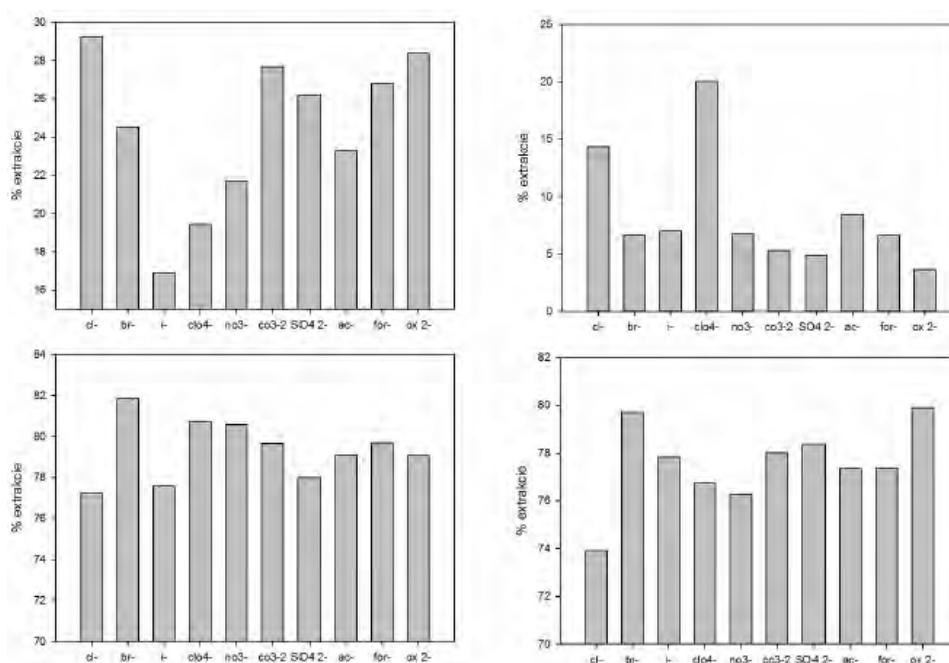 30
28
26
24
22
20
18
16
% extrakcie
cl-
br-
i-
clo4-
no3-
co3-2
SO4 2-
ac-
for-
ox 2-
25
20
15
10
5
0
% extrakcie
cl-
br-
i-
clo4-
no3-
co3-2
SO4 2-
ac-
for-
ox 2-
84
82
80
78
76
74
72
70
% extrakcie
cl-
br-
i-
clo4-
no3-
co3-2
SO4 2-
ac-
for-
ox 2-
82
80
78
76
74
72
70
% extrakcie
cl-
br-
i-
clo4-
no3-
co3-2
SO4 2-
ac-
for-
ox 2-